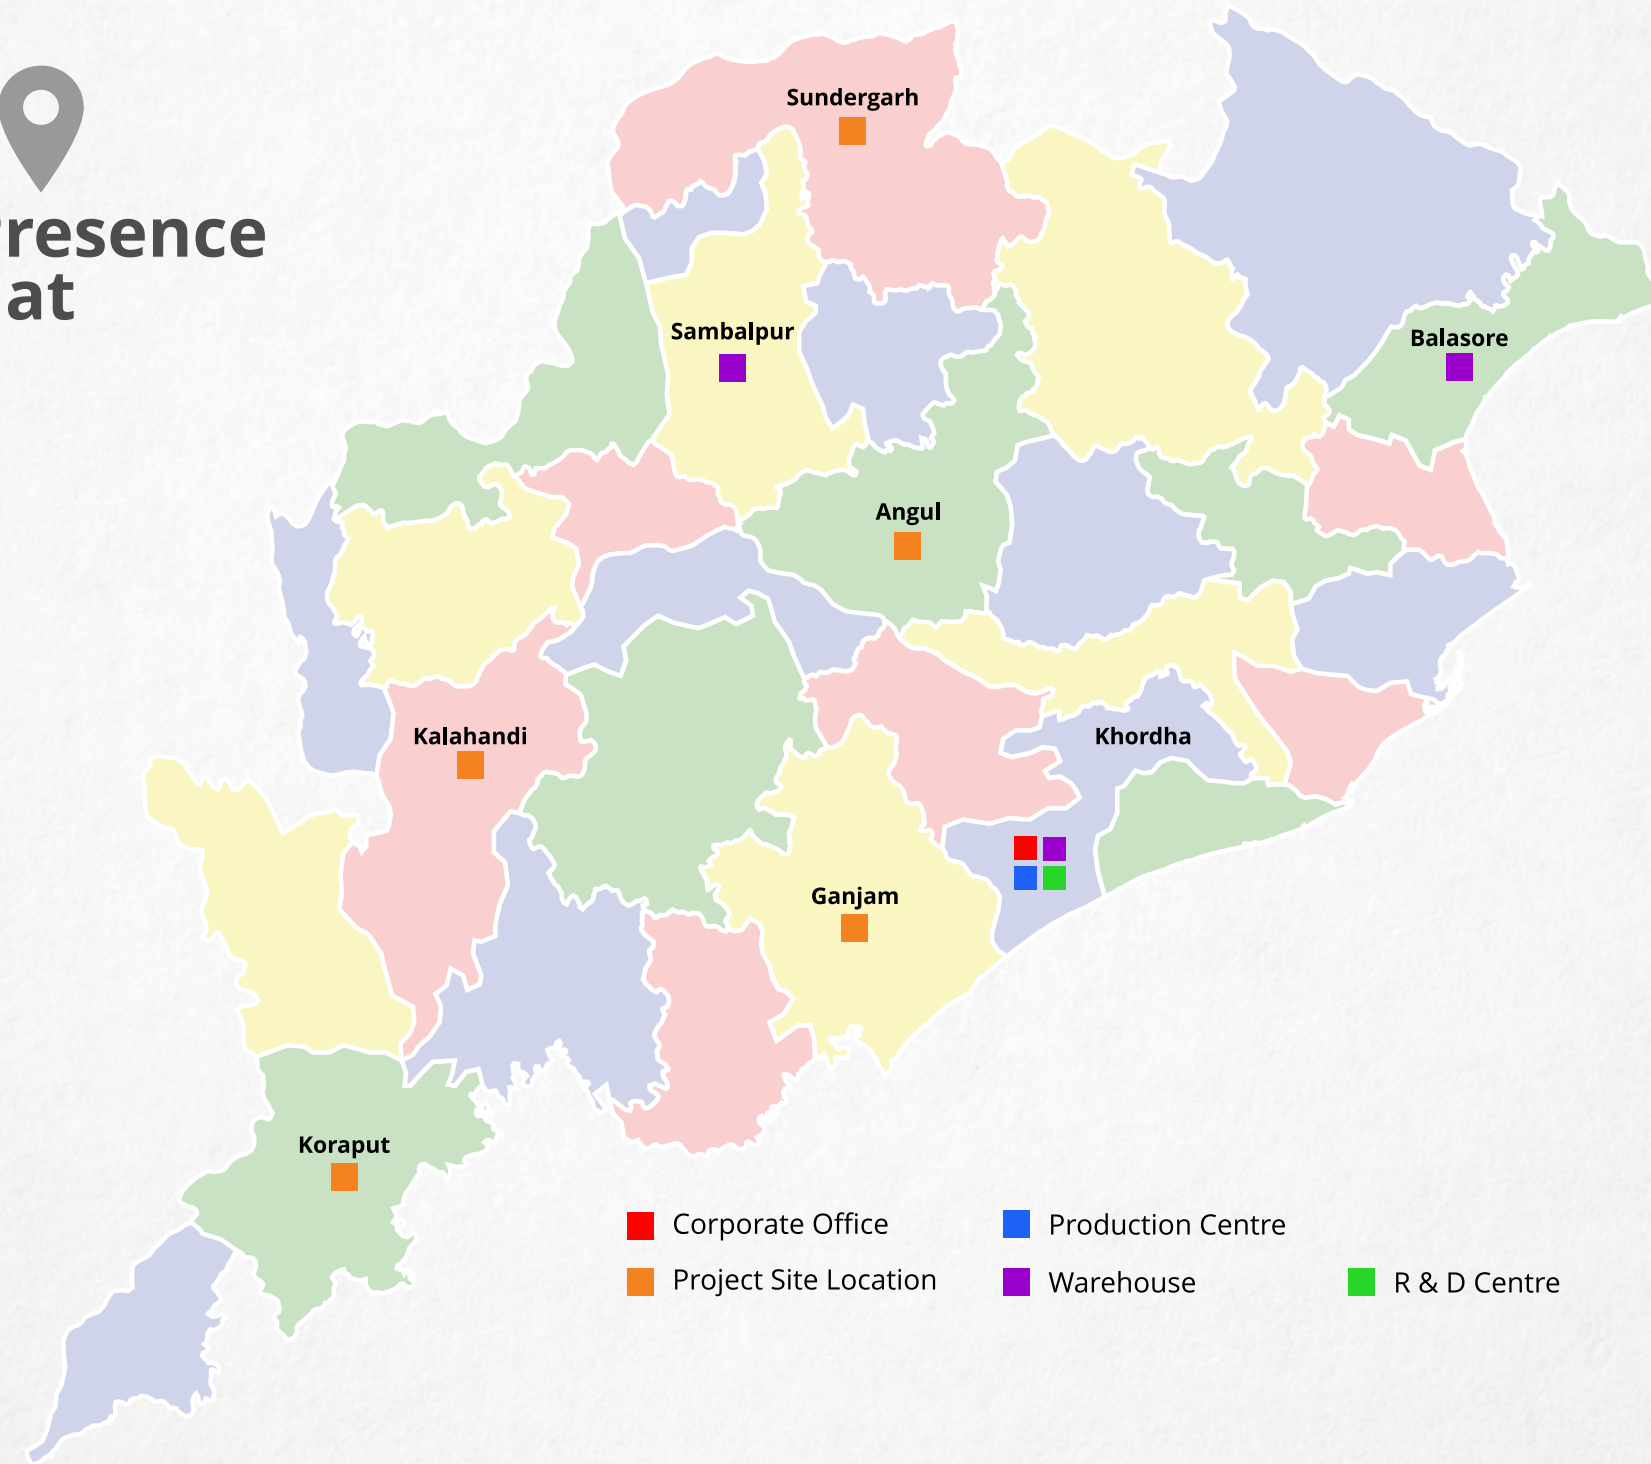 resence
at
Sundergarh
Sambalpur
Balasore
Angul
Kalahandi
Khordha
Ganjam
Koraput
Corporate Office
Production Centre
Project Site Location
Warehouse
R & D Centre